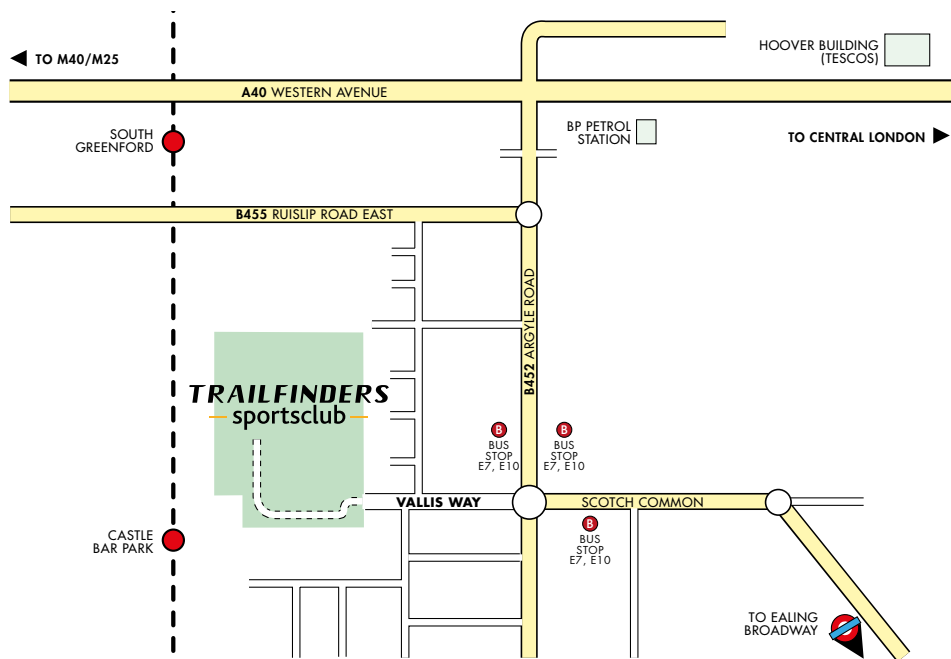 HOOVER BUILDING
(TESCOS)
TO M40/M25
A40 WESTERN AVENUE
SOUTH
GREENFORD
BP PETROL
STATION
TO CENTRAL LONDON
B455 RUISLIP ROAD EAST
B452 ARGYLE ROAD
TRAILFINDERS
sportsclub
B
BUS
STOP
E7, E10
B
BUS
STOP
E7, E10
VALLIS WAY
SCOTCH COMMON
B
BUS
STOP
E7, E10
CASTLE
BAR PARK
TO EALING
BROADWAY